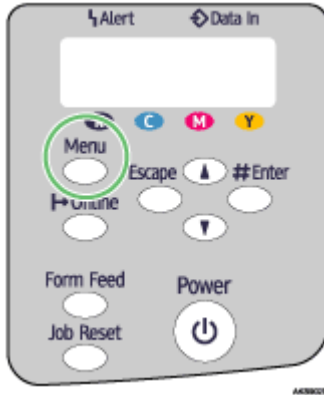 Alert Data In
C M Y
Menu
Escape #Enter
Online
Form Feed Power
Job Reset